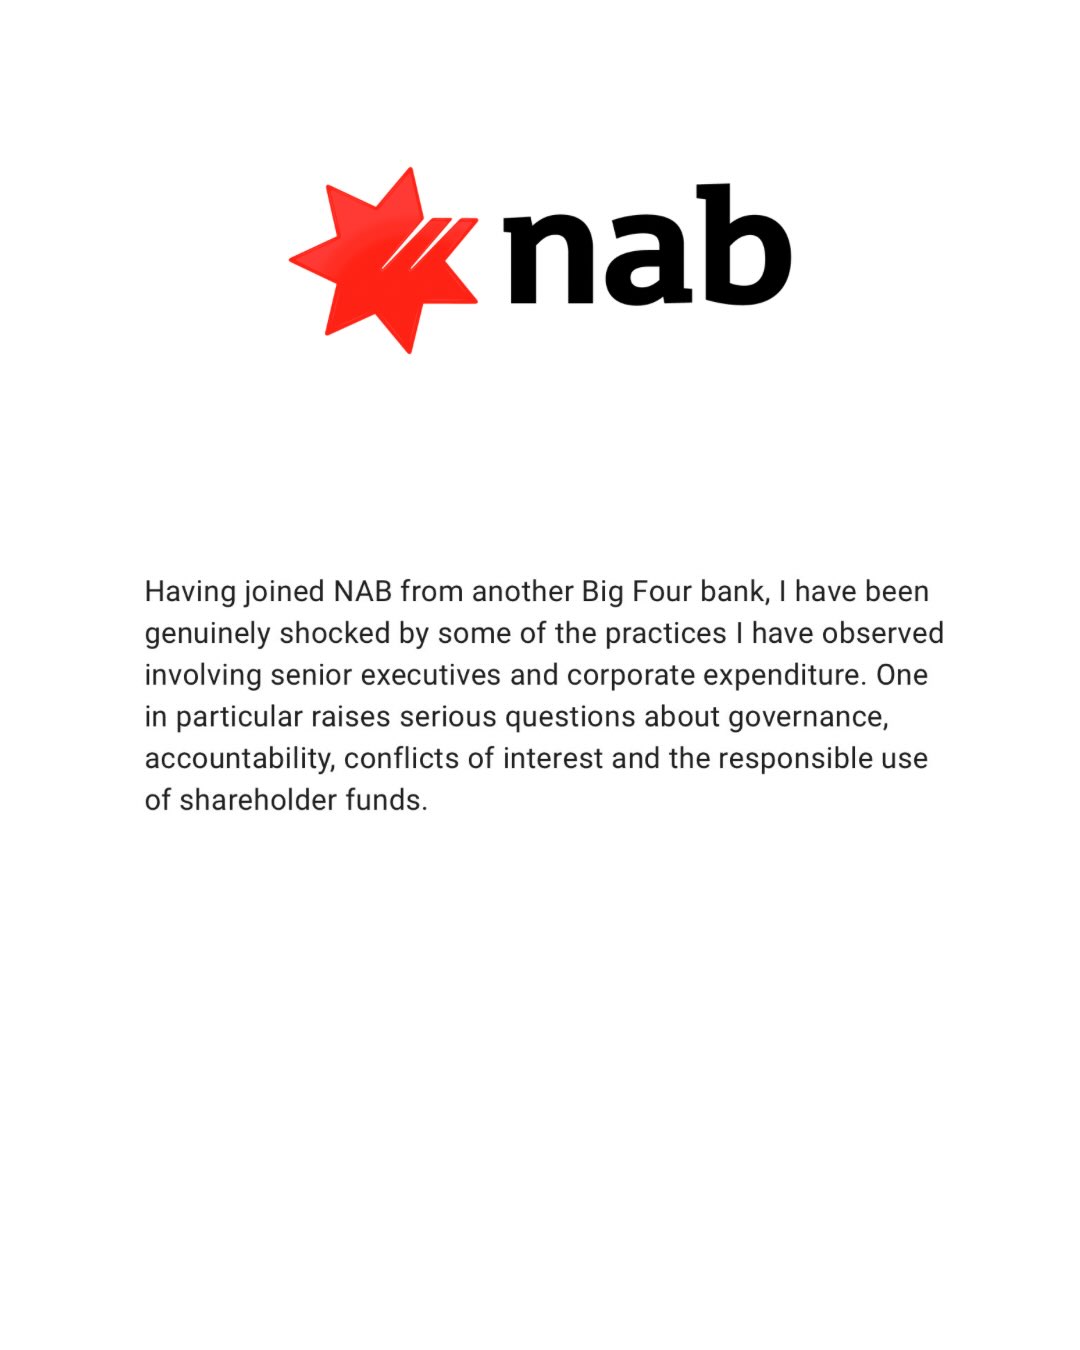 nab
Having joined NAB from another Big Four bank, I have been
genuinely shocked by some of the practices I have observed
involving senior executives and corporate expenditure. One
in particular raises serious questions about governance,
accountability, conflicts of interest and the responsible use
of shareholder funds.